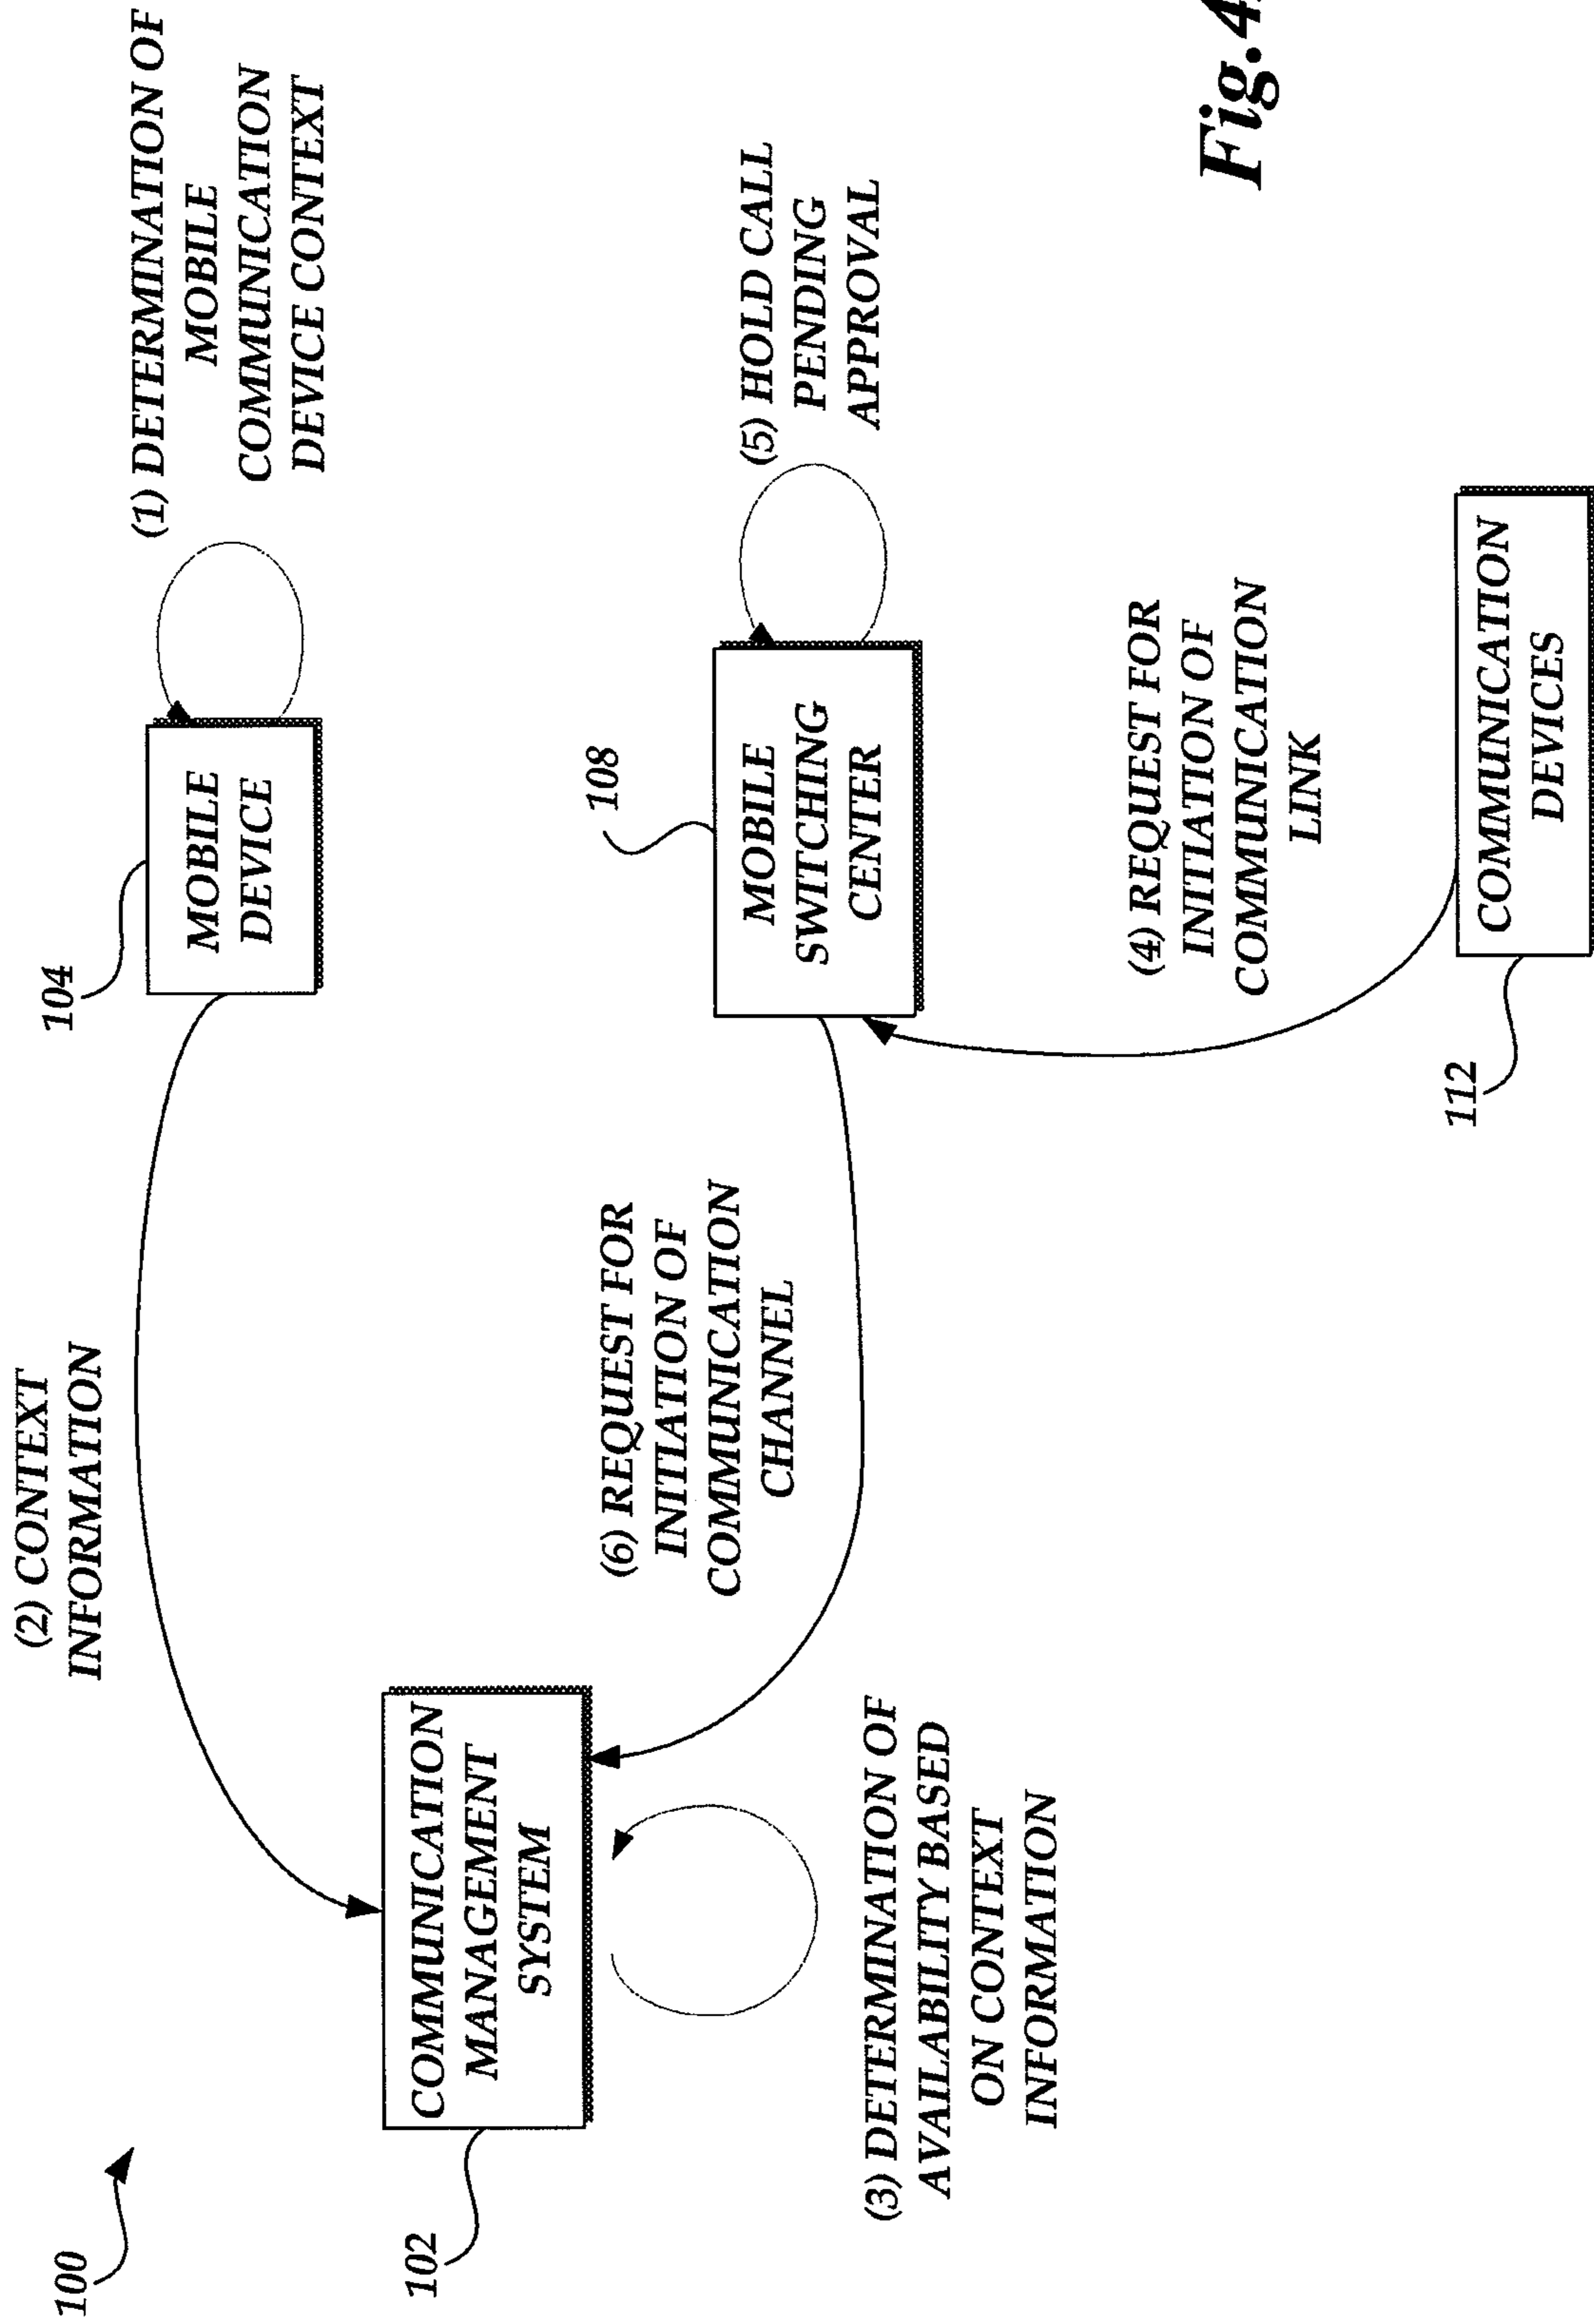 100
(2) CONTEXT
INFORMATION
104
(1) DETERMINATION OF
MOBILE
COMMUNICATION
DEVICE CONTEXT
MOBILE
DEVICE
102
COMMUNICATION
MANAGEMENT
SYSTEM
108
(6) REQUEST FOR
INITIATION OF
COMMUNICATION
CHANNEL
MOBILE
SWITCHING
CENTER
(5) HOLD CALL
PENDING
APPROVAL
(3) DETERMINATION OF
AVAILABILITY BASED
ON CONTEXT
INFORMATION
(4) REQUEST FOR
INITIATION OF
COMMUNICATION
LINK
112
COMMUNICATION
DEVICES
Fig.4